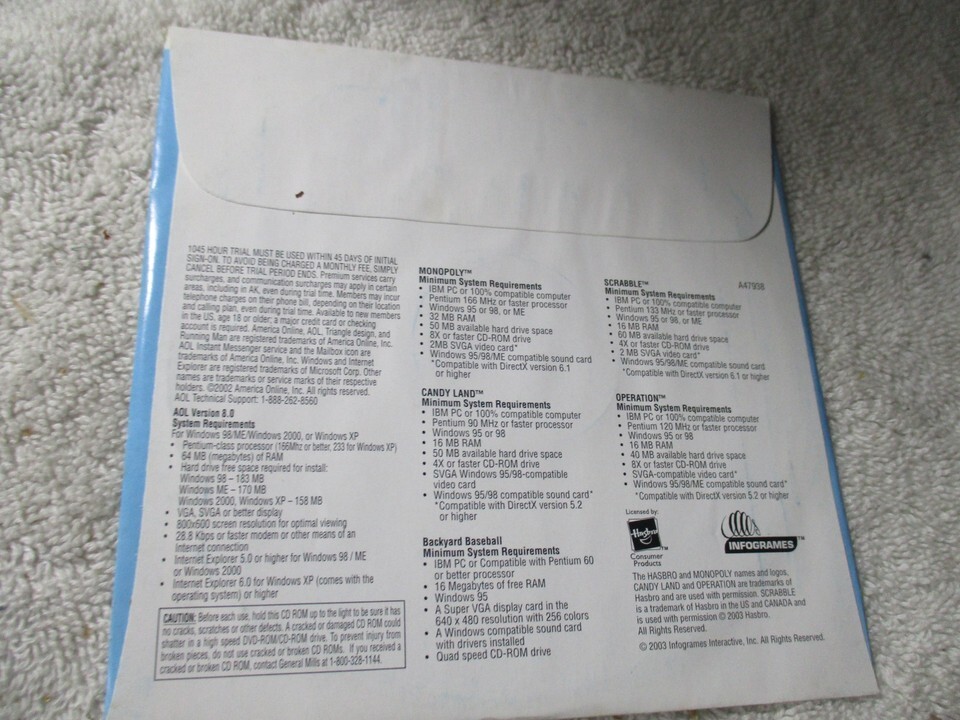 1045 HOUR TRIAL MUST BE USED WITHIN 45 DAYS OF INITIAL
SIGN-ON. TO AVOID BEING CHARGED A MONTHLY FEE, SIMPLY
CANCEL BEFORE TRIAL PERIOD ENDS. Premium services carry
surcharges, and communication surcharges may apply in certain
areas, including in AK, even during trial time. Members may incur
telephone charges on their phone bill, depending on their location
and calling plan, even during trial time. Available to new members
in the US, age 18 or older; a major credit card or checking
account is required. America Online, AOL, Triangle design, and
Running Man are registered trademarks of America Online, Inc.
AOL Instant Messenger service and the Mailbox icon are
trademarks of America Online, Inc. Windows and Internet
Explorer are registered trademarks of Microsoft Corp. Other
names are trademarks or service marks of their respective
holders. ©2002 America Online, Inc. All rights reserved.
AOL Technical Support: 1-888-262-8560
AOL Version 8.0
System Requirements
For Windows 98/ME/Windows 2000, or Windows XP
• Pentium-class processor (166Mhz or better, 233 for Windows XP)
• 64 MB (megabytes) of RAM
• Hard drive free space required for install:
Windows 98 – 183 MB
Windows ME – 170 MB
Windows 2000, Windows XP – 158 MB
• VGA, SVGA or better display
• 800x600 screen resolution for optimal viewing
• 28.8 Kbps or faster modem or other means of an
Internet connection
• Internet Explorer 5.0 or higher for Windows 98 / ME
or Windows 2000
• Internet Explorer 6.0 for Windows XP (comes with the
operating system) or higher
CAUTION: Before each use, hold this CD ROM up to the light to be sure it has
no cracks, scratches or other defects. A cracked or damaged CD ROM could
shatter in a high speed DVD-ROM/CD-ROM drive. To prevent injury from
broken pieces, do not use cracked or broken CD ROMs. If you received a
cracked or broken CD ROM, contact General Mills at 1-800-328-1144.
MONOPOLY™
Minimum System Requirements
• IBM PC or 100% compatible computer
• Pentium 166 MHz or faster processor
• Windows 95 or 98, or ME
• 32 MB RAM
• 50 MB available hard drive space
• 8X or faster CD-ROM drive
• 2MB SVGA video card*
• Windows 95/98/ME compatible sound card
*Compatible with DirectX version 6.1
or higher
CANDY LAND™
Minimum System Requirements
• IBM PC or 100% compatible computer
• Pentium 90 MHz or faster processor
• Windows 95 or 98
• 16 MB RAM
• 50 MB available hard drive space
• 4X or faster CD-ROM drive
• SVGA Windows 95/98-compatible
video card*
• Windows 95/98 compatible sound card*
*Compatible with DirectX version 5.2
or higher
Backyard Baseball
Minimum System Requirements
• IBM PC or Compatible with Pentium 60
or better processor
• 16 Megabytes of free RAM
• Windows 95
• A Super VGA display card in the
640 x 480 resolution with 256 colors
• A Windows compatible sound card
with drivers installed
• Quad speed CD-ROM drive
SCRABBLE™ A47938
Minimum System Requirements
• IBM PC or 100% compatible computer
• Pentium 133 MHz or faster processor
• Windows 95 or 98, or ME
• 16 MB RAM
• 60 MB available hard drive space
• 4X or faster CD-ROM drive
• 2 MB SVGA video card*
• Windows 95/98/ME compatible sound card
*Compatible with DirectX version 6.1 or higher
OPERATION™
Minimum System Requirements
• IBM PC or 100% compatible computer
• Pentium 120 MHz or faster processor
• Windows 95 or 98
• 16 MB RAM
• 40 MB available hard drive space
• 8X or faster CD-ROM drive
• SVGA-compatible video card*
• Windows 95/98/ME compatible sound card*
*Compatible with DirectX version 5.2 or higher
Licensed by:
Hasbro ™
Consumer
Products
INFOGRAMES™
The HASBRO and MONOPOLY names and logos,
CANDY LAND and OPERATION are trademarks of
Hasbro and are used with permission. SCRABBLE
is a trademark of Hasbro in the US and CANADA and
is used with permission © 2003 Hasbro.
All Rights Reserved.
© 2003 Infogrames Interactive, Inc. All Rights Reserved.